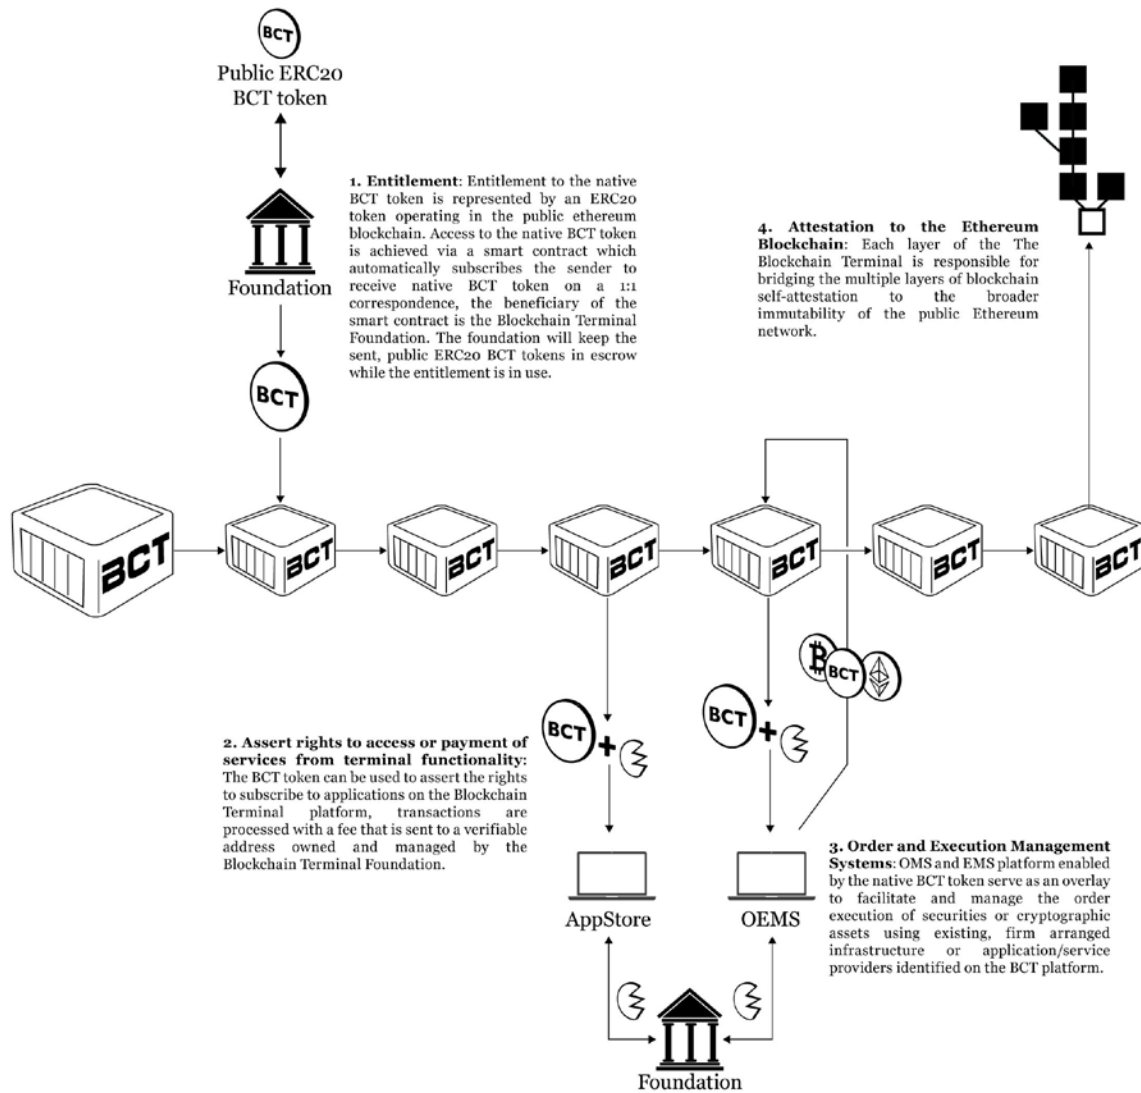 BCT
Public ERC20
BCT token
1. Entitlement: Entitlement to the native
BCT token is represented by an ERC20
token operating in the public ethereum
blockchain. Access to the native BCT token
is achieved via a smart contract which
automatically subscribes the sender to
receive native BCT token on a 1:1
correspondence, the beneficiary of the
smart contract is the Blockchain Terminal
Foundation. The foundation will keep the
sent, public ERC20 BCT tokens in escrow
while the entitlement is in use.
Foundation
BCT
4. Attestation to the Ethereum
Blockchain: Each layer of the The
Blockchain Terminal is responsible for
bridging the multiple layers of blockchain
self-attestation to the broader
immutability of the public Ethereum
network.
BCT
BCT
BCT
BCT
BCT
BCT
BCT
BCT
BCT
BCT
2. Assert rights to access or payment of
services from terminal functionality:
The BCT token can be used to assert the rights
to subscribe to applications on the Blockchain
Terminal platform, transactions are
processed with a fee that is sent to a verifiable
address owned and managed by the
Blockchain Terminal Foundation.
AppStore
OEMS
3. Order and Execution Management
Systems: OMS and EMS platform enabled
by the native BCT token serve as an overlay
to facilitate and manage the order
execution of securities or cryptographic
assets using existing, firm arranged
infrastructure or application/service
providers identified on the BCT platform.
Foundation